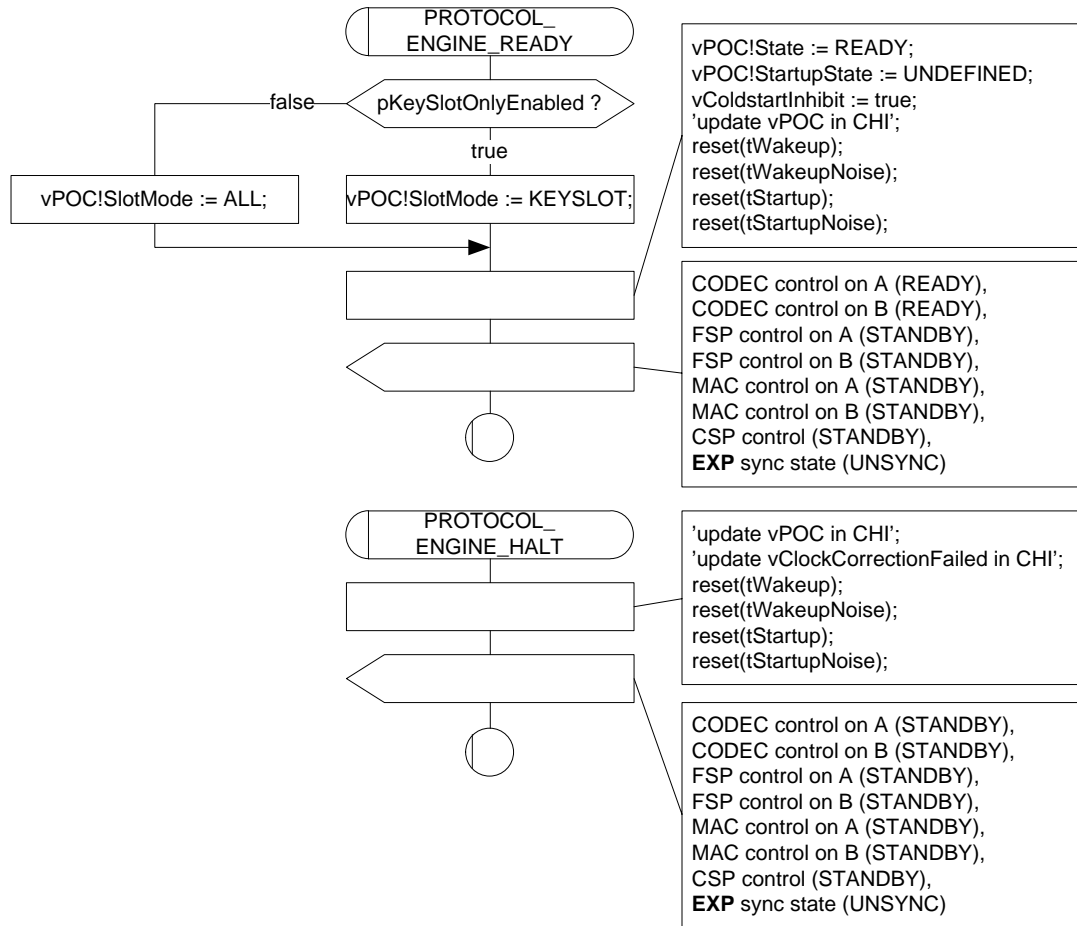 PROTOCOL_
ENGINE_READY
pKeySlotOnlyEnabled ?
false
true
vPOC!SlotMode := ALL;
vPOC!SlotMode := KEYSLOT;
vPOC!State := READY;
vPOC!StartupState := UNDEFINED;
vColdstartInhibit := true;
'update vPOC in CHI';
reset(tWakeup);
reset(tWakeupNoise);
reset(tStartup);
reset(tStartupNoise);
CODEC control on A (READY),
CODEC control on B (READY),
FSP control on A (STANDBY),
FSP control on B (STANDBY),
MAC control on A (STANDBY),
MAC control on B (STANDBY),
CSP control (STANDBY),
EXP sync state (UNSYNC)
PROTOCOL_
ENGINE_HALT
'update vPOC in CHI';
'update vClockCorrectionFailed in CHI';
reset(tWakeup);
reset(tWakeupNoise);
reset(tStartup);
reset(tStartupNoise);
CODEC control on A (STANDBY),
CODEC control on B (STANDBY),
FSP control on A (STANDBY),
FSP control on B (STANDBY),
MAC control on A (STANDBY),
MAC control on B (STANDBY),
CSP control (STANDBY),
EXP sync state (UNSYNC)